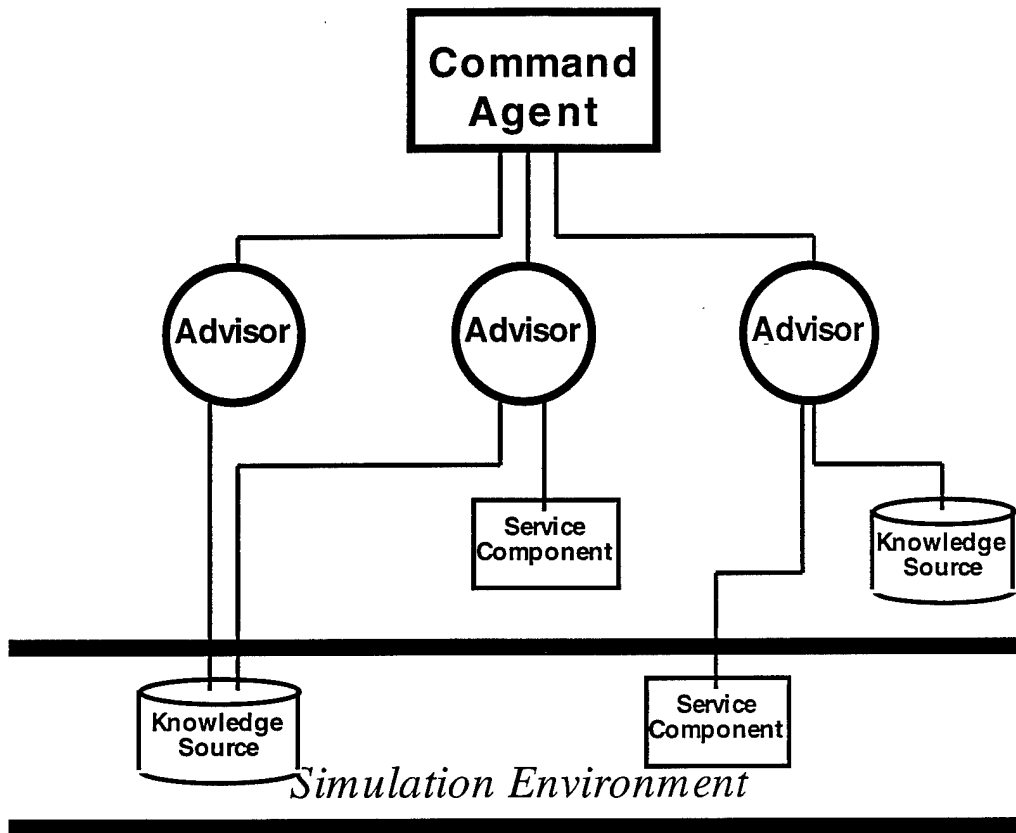 Command
Agent
Advisor
Advisor
Advisor
Service
Component
Knowledge
Source
Knowledge
Source
Service
Component
Simulation Environment